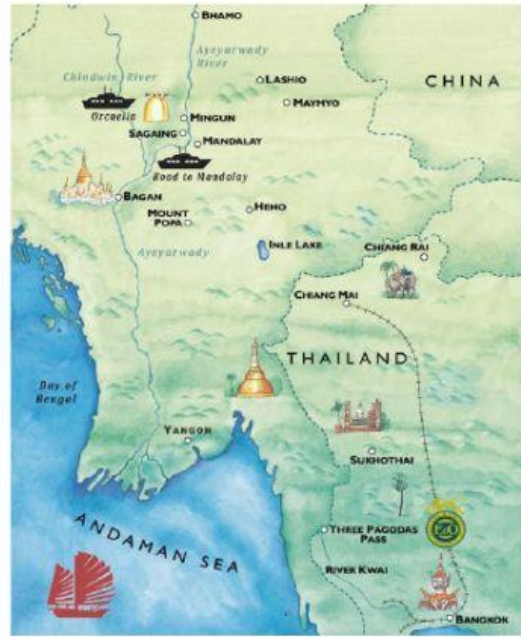 BHAMO
Ayeyarwady
River
LASHIO
Chindwin River
CHINA
MAYMYO
Orcaella
MINGUN
SAGAING
MANDALAY
Road to Mandalay
BAGAN
HEHO
MOUNT
POPA
INLE LAKE
Ayeyarwady
CHIANG RAI
CHIANG MAI
THAILAND
Bay of
Bengal
YANGON
SUKHOTHAI
ANDAMAN SEA
THREE PAGODAS
PASS
RIVER KWAI
BANGKOK